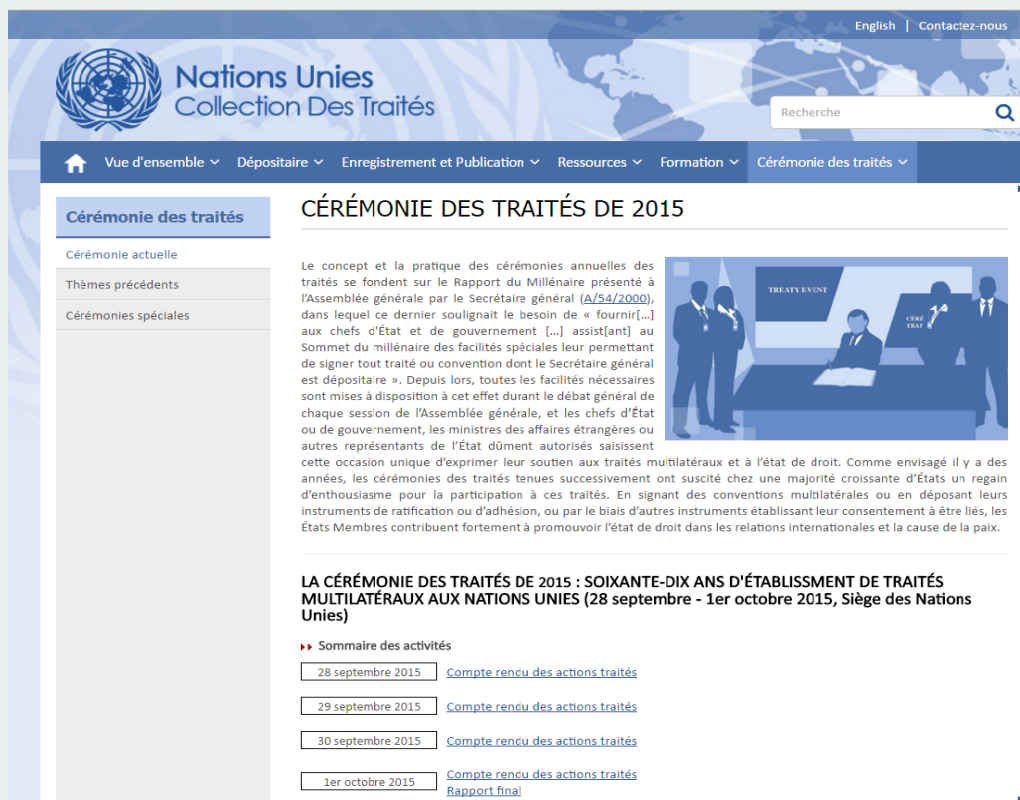 English | Contactez-nous
Nations Unies
Collection Des Traités
Recherche
Vue d'ensemble Dépositaire Enregistrement et Publication Ressources Formation Cérémonie des traités
Cérémonie des traités
Cérémonie actuelle
Thèmes précédents
Cérémonies spéciales
CÉRÉMONIE DES TRAITÉS DE 2015
Le concept et la pratique des cérémonies annuelles des
traités se fondent sur le Rapport du Millénaire présenté à
l'Assemblée générale par le Secrétaire général (A/54/2000),
dans lequel ce dernier soulignait le besoin de « fournir[...]
aux chefs d'État et de gouvernement [...] assist[ant] au
Sommet du millénaire des facilités spéciales leur permettant
de signer tout traité ou convention dont le Secrétaire général
est dépositaire ». Depuis lors, toutes les facilités nécessaires
sont mises à disposition à cet effet durant le débat général de
chaque session de l'Assemblée générale, et les chefs d'État
ou de gouvernement, les ministres des affaires étrangères ou
autres représentants de l'État dûment autorisés saisissent
cette occasion unique d'exprimer leur soutien aux traités multilatéraux et à l'état de droit. Comme envisagé il y a des
années, les cérémonies des traités tenues successivement ont suscité chez une majorité croissante d'États un regain
d'enthousiasme pour la participation à ces traités. En signant des conventions multilatérales ou en déposant leurs
instruments de ratification ou d'adhésion, ou par le biais d'autres instruments établissant leur consentement à être liés, les
États Membres contribuent fortement à promouvoir l'état de droit dans les relations internationales et la cause de la paix.
TREATY EVENT
CÉRÉ
TRAIT
LA CÉRÉMONIE DES TRAITÉS DE 2015 : SOIXANTE-DIX ANS D'ÉTABLISSMENT DE TRAITÉS
MULTILATÉRAUX AUX NATIONS UNIES (28 septembre - 1er octobre 2015, Siège des Nations
Unies)
Sommaire des activités
28 septembre 2015 Compte rendu des actions traités
29 septembre 2015 Compte rendu des actions traités
30 septembre 2015 Compte rendu des actions traités
1er octobre 2015 Compte rendu des actions traités
Rapport final